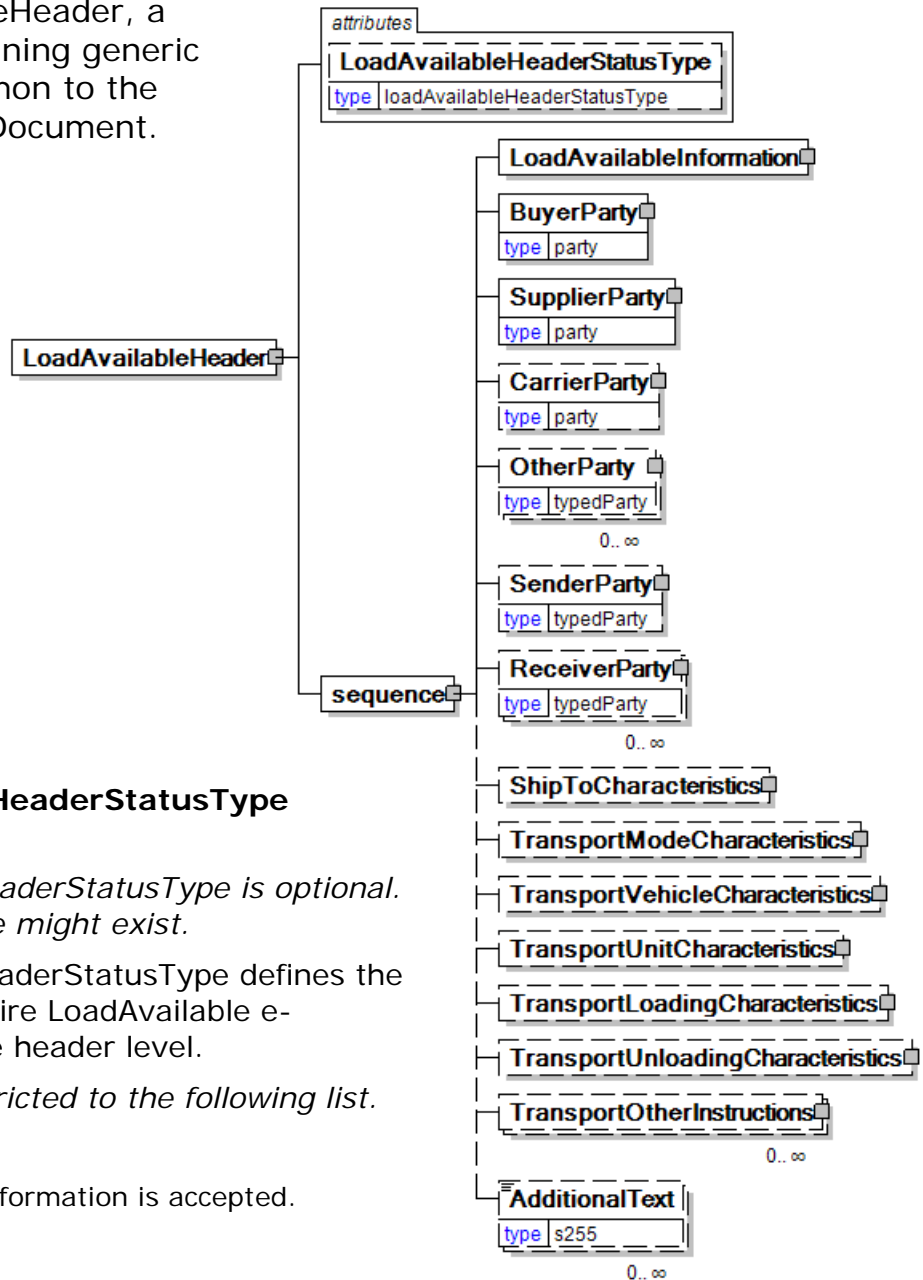 eHeader, a
ning generic
non to the
Document.
attributes
LoadAvailableHeaderStatusType
type loadAvailableHeaderStatusType
LoadAvailableInformation
BuyerParty
type party
SupplierParty
type party
LoadAvailableHeader
CarrierParty
type party
OtherParty
type typedParty
0.. ∞
SenderParty
type typedParty
ReceiverParty
type typedParty
0.. ∞
sequence
ShipToCharacteristics
TransportModeCharacteristics
TransportVehicleCharacteristics
TransportUnitCharacteristics
TransportLoadingCharacteristics
TransportUnloadingCharacteristics
TransportOtherInstructions
0.. ∞
AdditionalText
type s255
0.. ∞
HeaderStatusType
eaderStatusType is optional.
e might exist.
eaderStatusType defines the
ire LoadAvailable e-
e header level.
ricted to the following list.
formation is accepted.